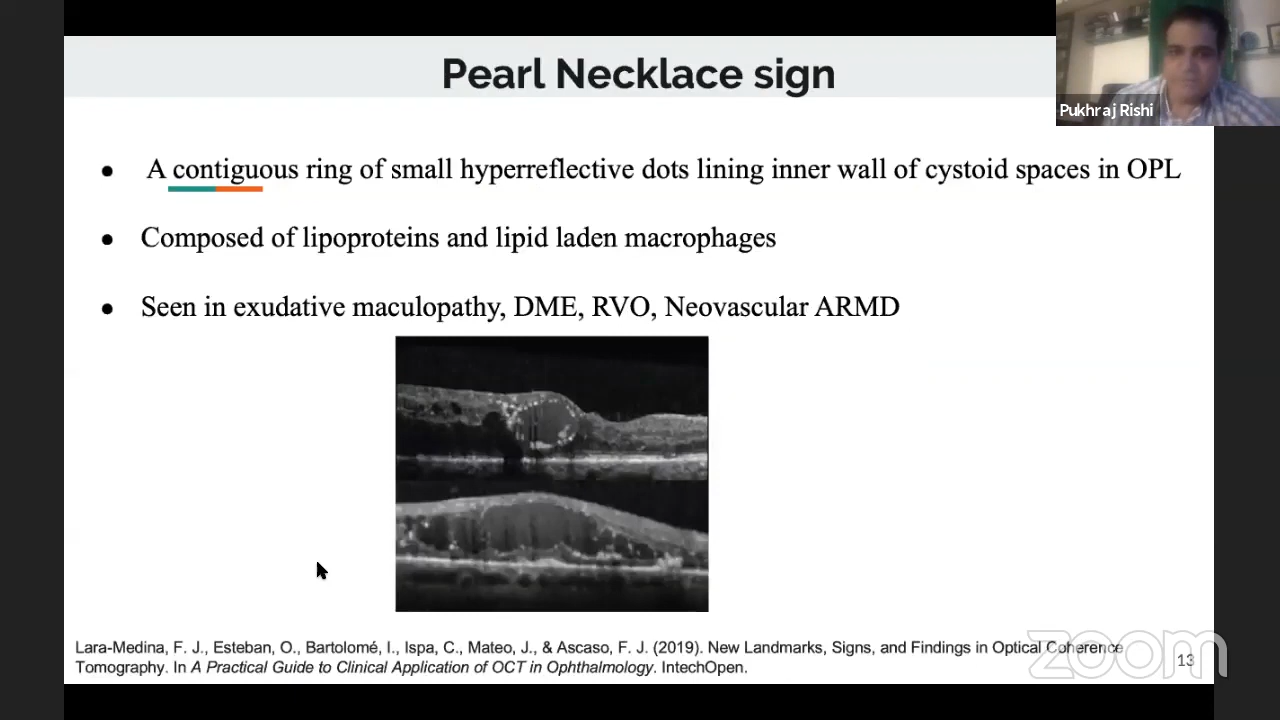 Pearl Necklace sign
Pukhraj Rishi
● A contiguous ring of small hyperreflective dots lining inner wall of cystoid spaces in OPL
● Composed of lipoproteins and lipid laden macrophages
● Seen in exudative maculopathy, DME, RVO, Neovascular ARMD
Lara-Medina, F. J., Esteban, O., Bartolomé, I., Ispa, C., Mateo, J., & Ascaso, F. J. (2019). New Landmarks, Signs, and Findings in Optical Coherence
Tomography. In A Practical Guide to Clinical Application of OCT in Ophthalmology. IntechOpen.
zoom
13